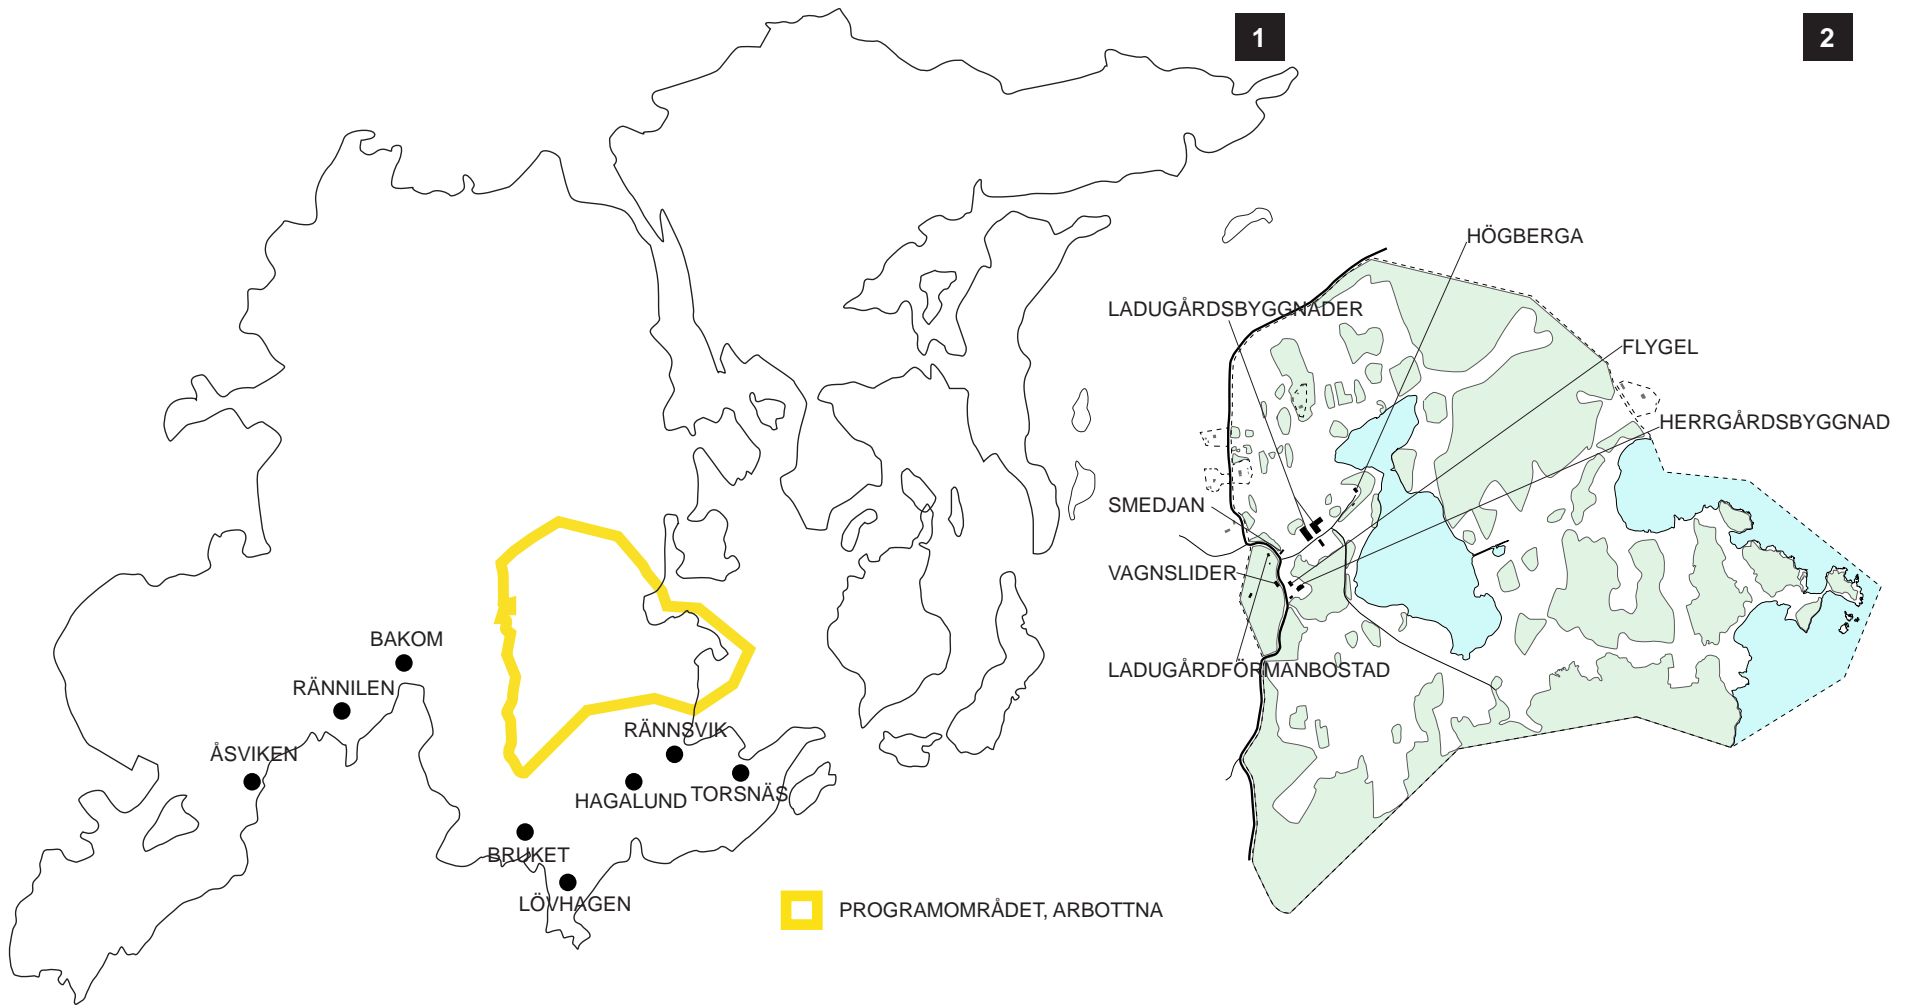 1
2
HÖGBERGA
LADUGÅRDSBYGGNADER
FLYGEL
HERRGÅRDSBYGGNAD
SMEDJAN
VAGNSLIDER
LADUGÅRDFÖRMANBOSTAD
BAKOM
RÄNNILEN
ÅSVIKEN
RÄNNSVIK
HAGALUND
TORSNÄS
BRUKET
LÖVHAGEN
PROGRAMOMRÅDET, ARBOTTNA